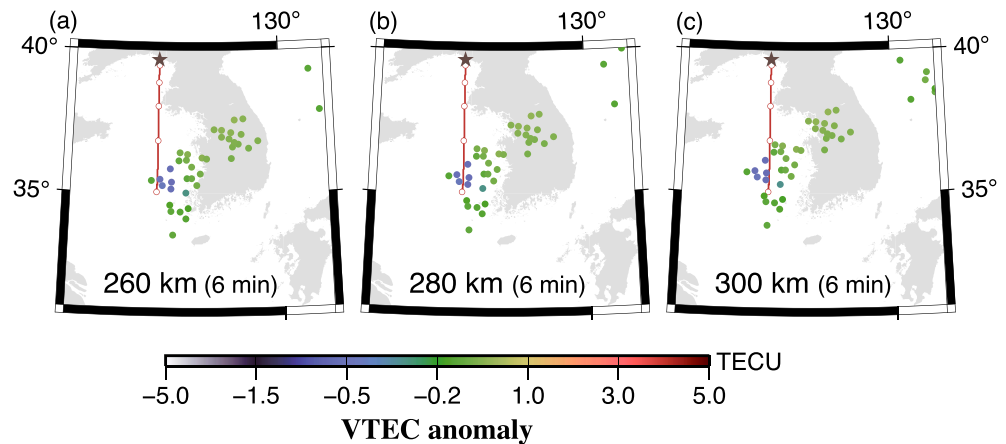 (a) 130° (b) 130° (c) 130°
40° 40°
35° 35°
260 km (6 min) 280 km (6 min) 300 km (6 min)
TECU
−5.0 −1.5 −0.5 −0.2 1.0 3.0 5.0
VTEC anomaly